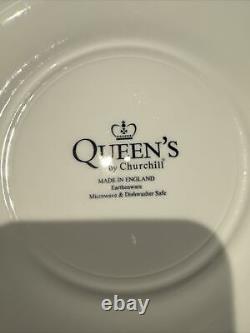 QUEEN'S
by Churchill®
MADE IN ENGLAND
Earthenware
Microwave & Dishwasher Safe